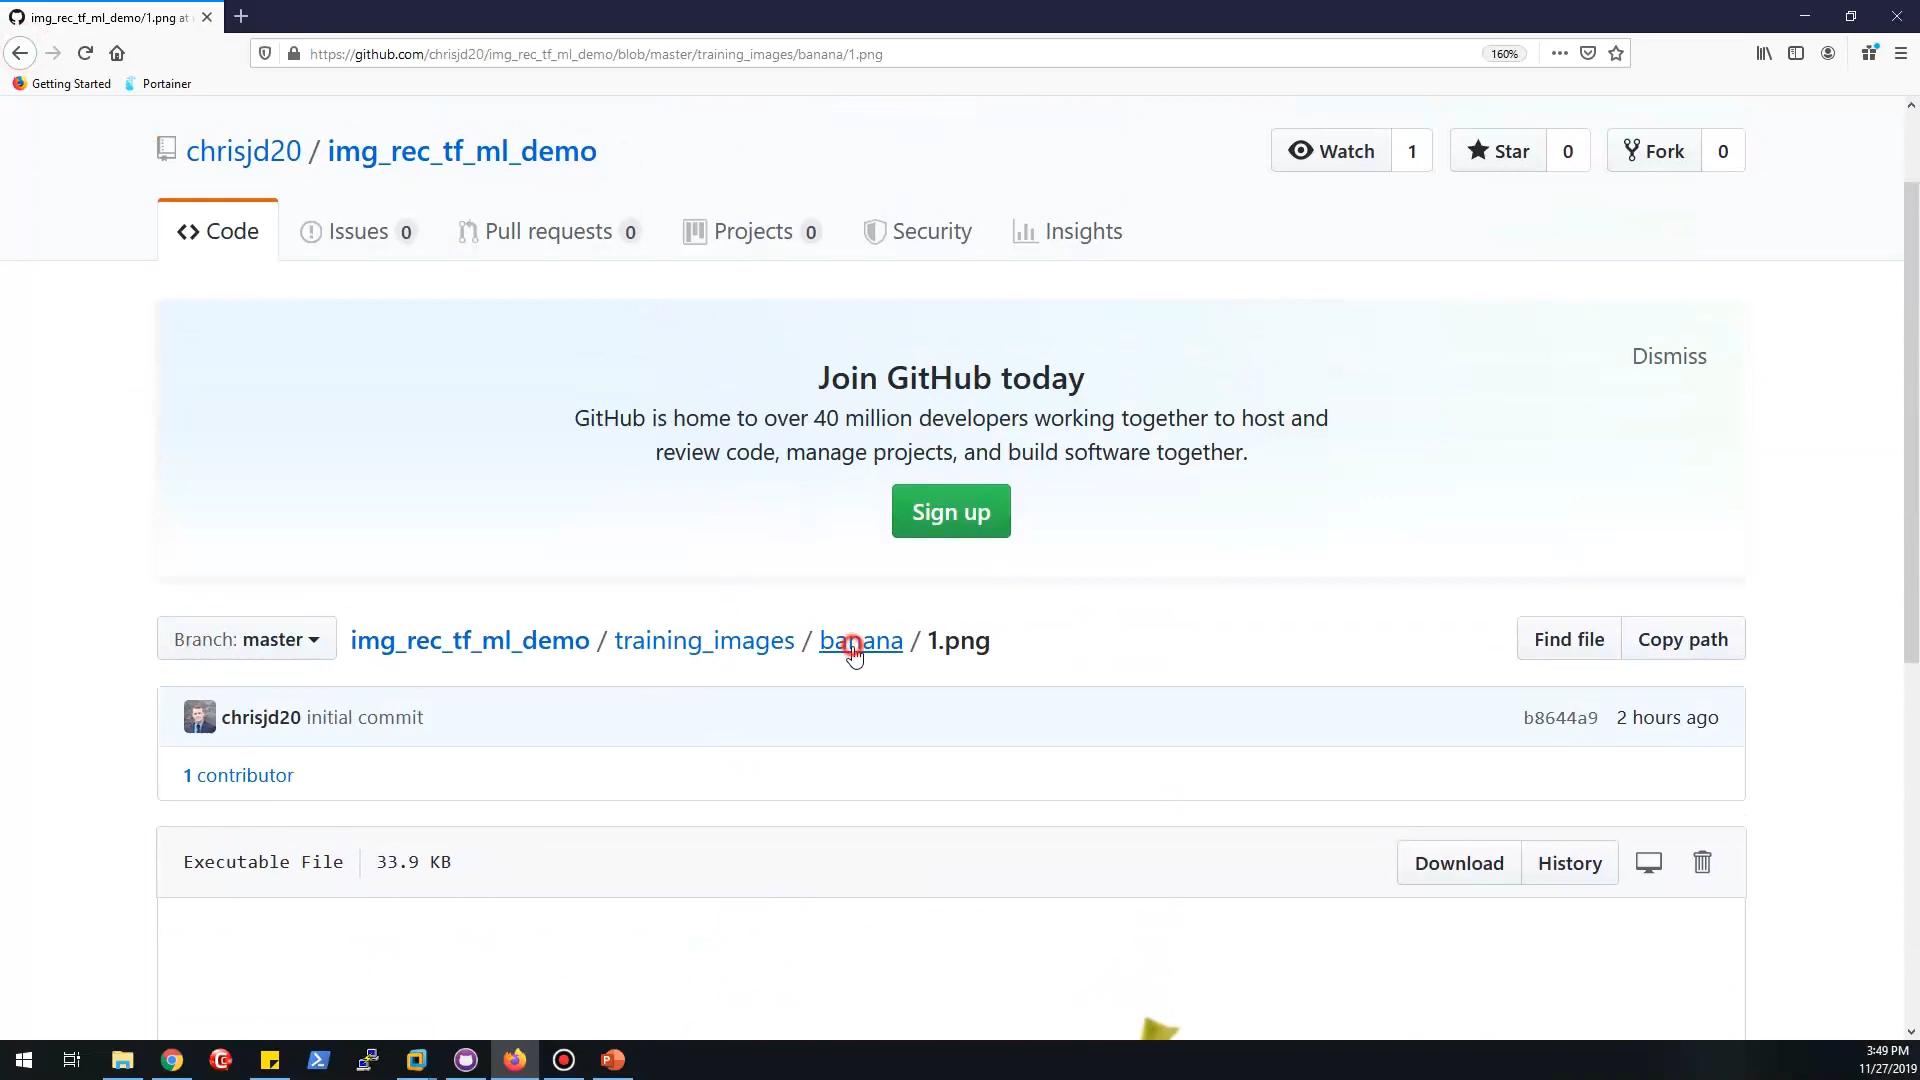 img_rec_tf_ml_demo/1.png at
https://github.com/chrisjd20/img_rec_tf_ml_demo/blob/master/training_images/banana/1.png
160%
Getting Started
Portainer
chrisjd20 / img_rec_tf_ml_demo
Watch 1
Star 0
Fork 0
<> Code
Issues 0
Pull requests 0
Projects 0
Security
Insights
Dismiss
Join GitHub today
GitHub is home to over 40 million developers working together to host and
review code, manage projects, and build software together.
Sign up
Branch: master
img_rec_tf_ml_demo / training_images / banana / 1.png
Find file
Copy path
chrisjd20 initial commit
b8644a9 2 hours ago
1 contributor
Executable File
33.9 KB
Download
History
3:49 PM
11/27/2019